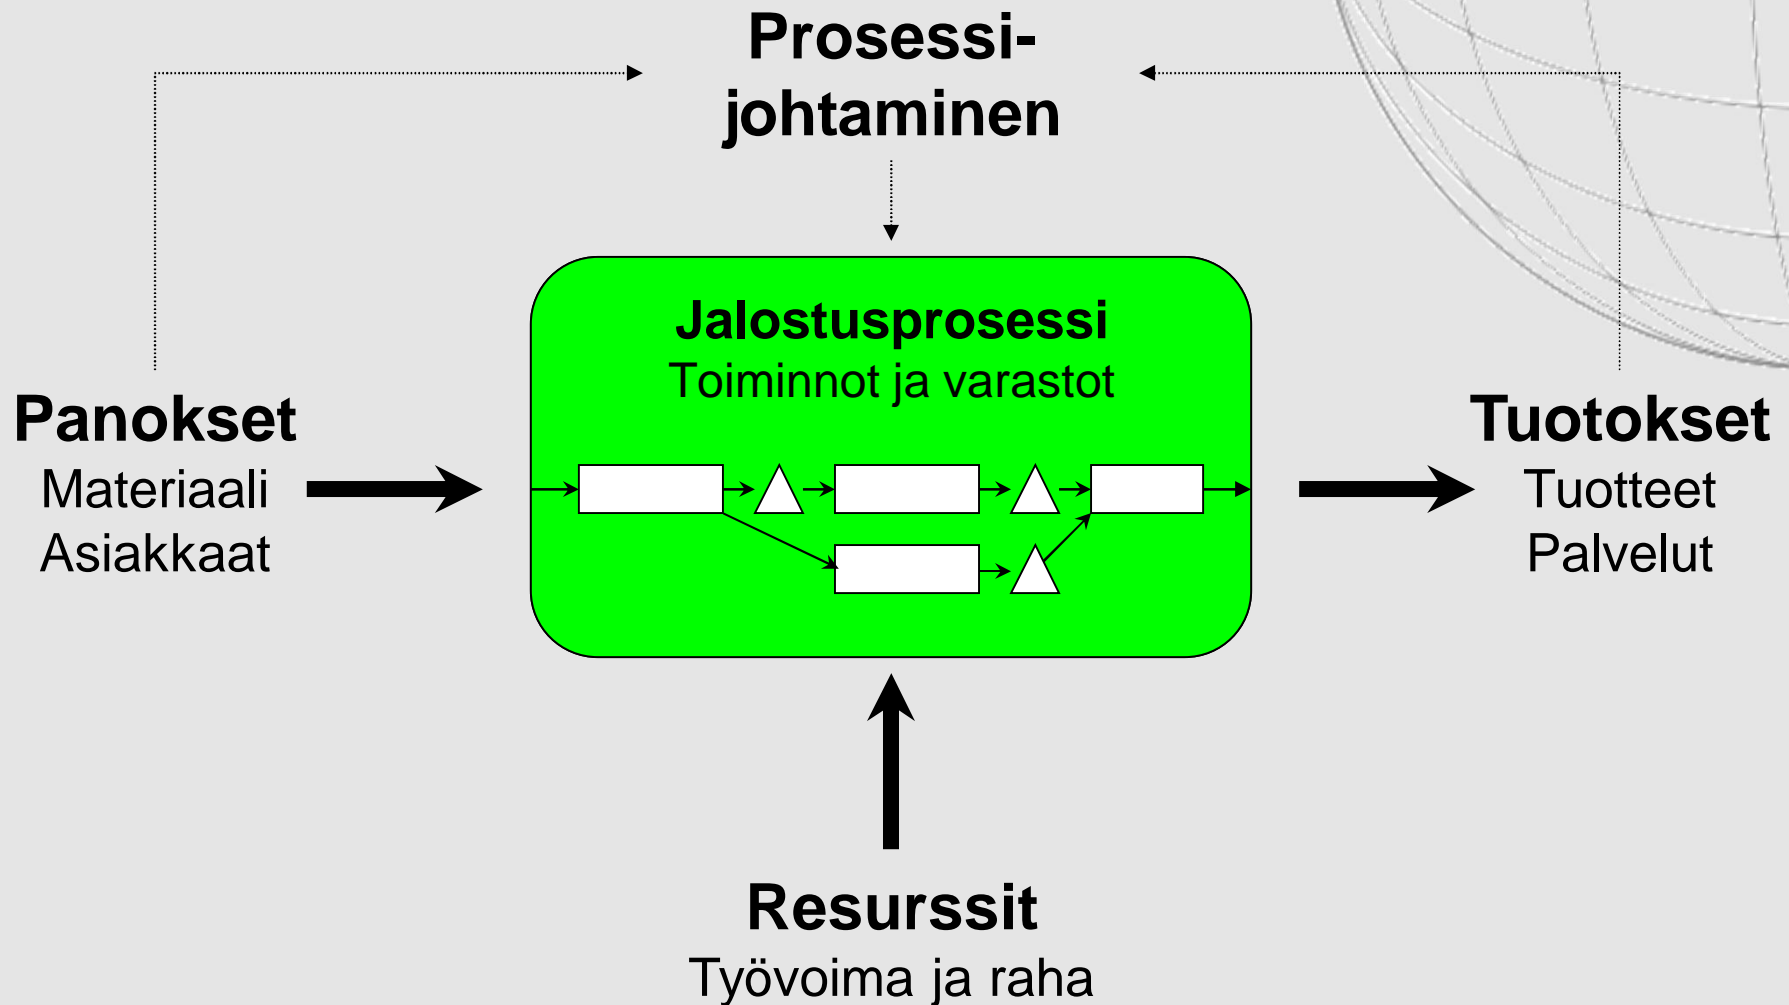 Prosessi-
johtaminen
Jalostusprosessi
Toiminnot ja varastot
Panokset
Materiaali
Asiakkaat
Tuotokset
Tuotteet
Palvelut
Resurssit
Työvoima ja raha